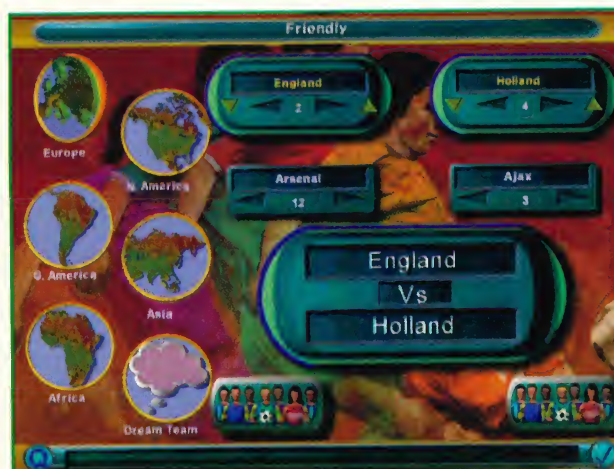 Friendly
England
2
Holland
4
Europe
N. America
Arsenal
12
Ajax
3
S. America
Asia
England
Vs
Holland
Africa
Dream Team